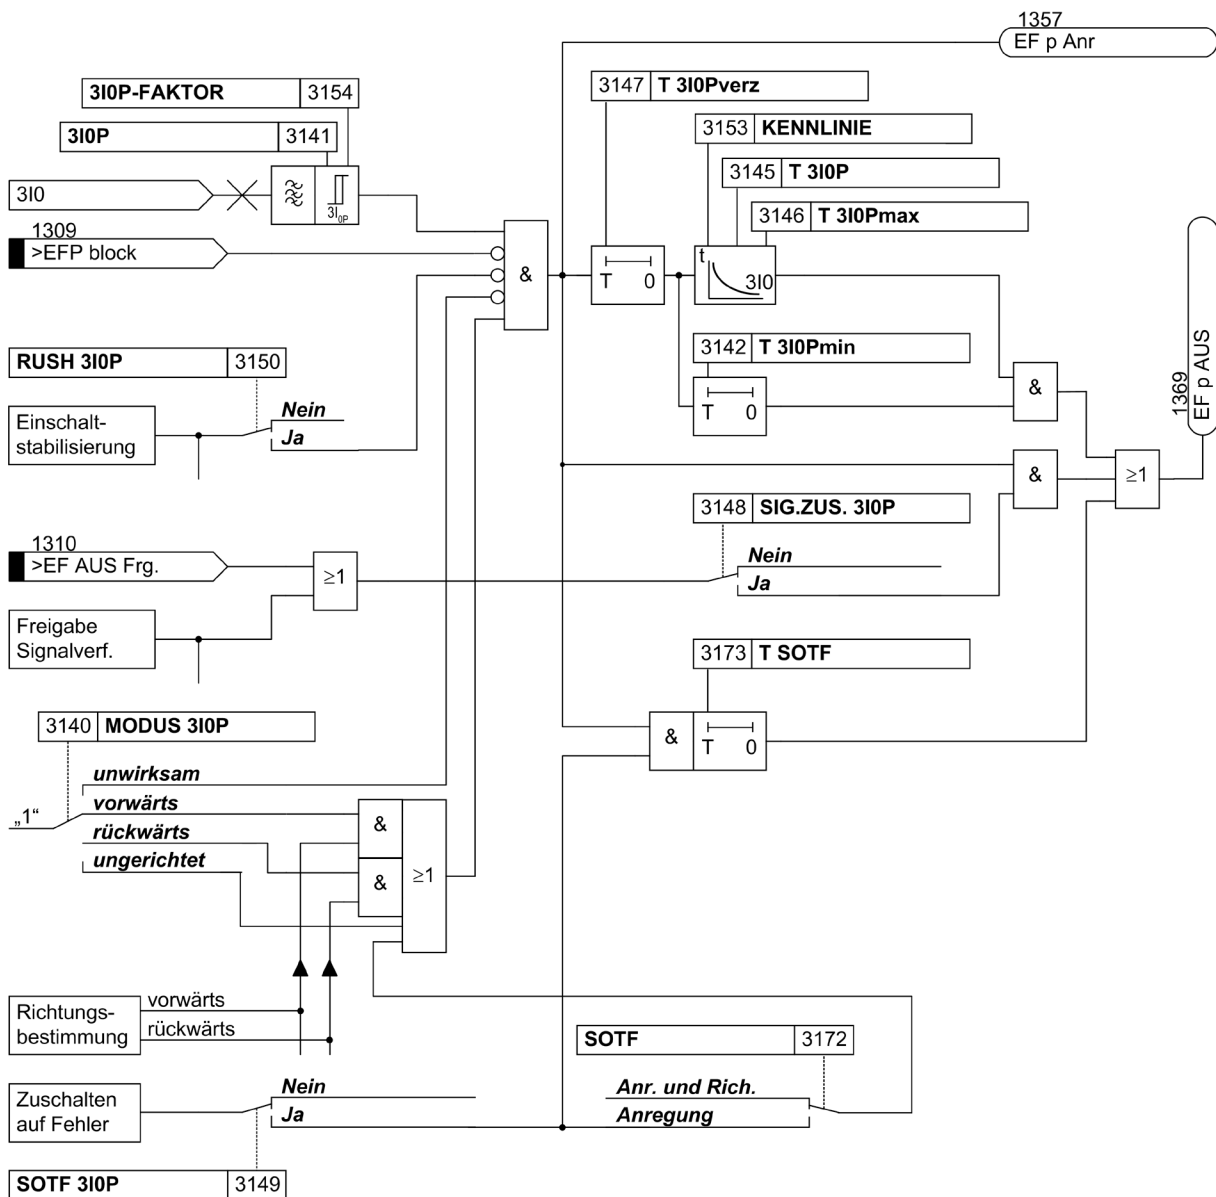 1357
EF p Anr
3147 T 3I0Pverz
3I0P-FAKTOR 3154
3153 KENNLINIE
3I0P 3141
3145 T 3I0P
3I0
3I0P
3146 T 3I0Pmax
1309
>EFP block
&
T 0
t
3I0
1369
EF p AUS
RUSH 3I0P 3150
3142 T 3I0Pmin
Einschalt-
stabilisierung
Nein
Ja
T 0
&
&
≥1
3148 SIG.ZUS. 3I0P
1310
>EF AUS Frg.
≥1
Nein
Ja
Freigabe
Signalverf.
3173 T SOTF
3140 MODUS 3I0P
& T 0
„1“
unwirksam
vorwärts
rückwärts
ungerichtet
&
&
≥1
Richtungs-
bestimmung
vorwärts
rückwärts
SOTF 3172
Zuschalten
auf Fehler
Nein
Ja
Anr. und Rich.
Anregung
SOTF 3I0P 3149